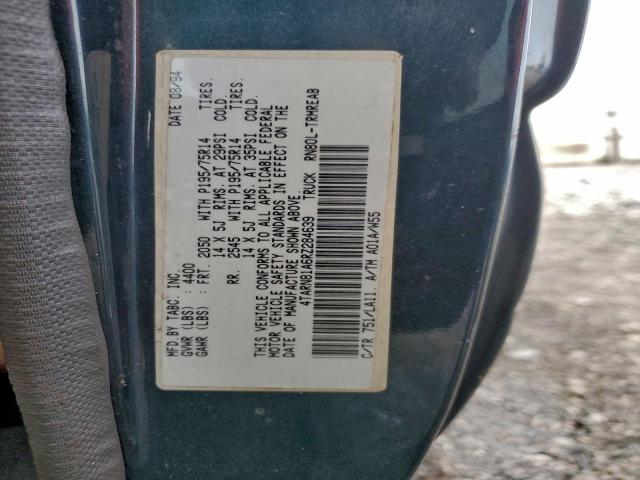 MFD.BY TABC. INC. DATE 08/94
GVWR (LBS) : 4400
GAWR (LBS) : FRT. 2050 WITH P195/75R14 TIRES.
14 X 5J RIMS. AT 29PSI COLD
RR. 2545 WITH P195/75R14 TIRES.
14 X 5J RIMS. AT 35PSI COLD.
THIS VEHICLE CONFORMS TO ALL APPLICABLE FEDERAL
MOTOR VEHICLE SAFETY STANDARDS IN EFFECT ON THE
DATE OF MANUFACTURE SHOWN ABOVE.
4TARN81A6RZ284639 TRUCK RN80L-TRMREAB
C/TR 751/LA11. A/TM A01A/W55